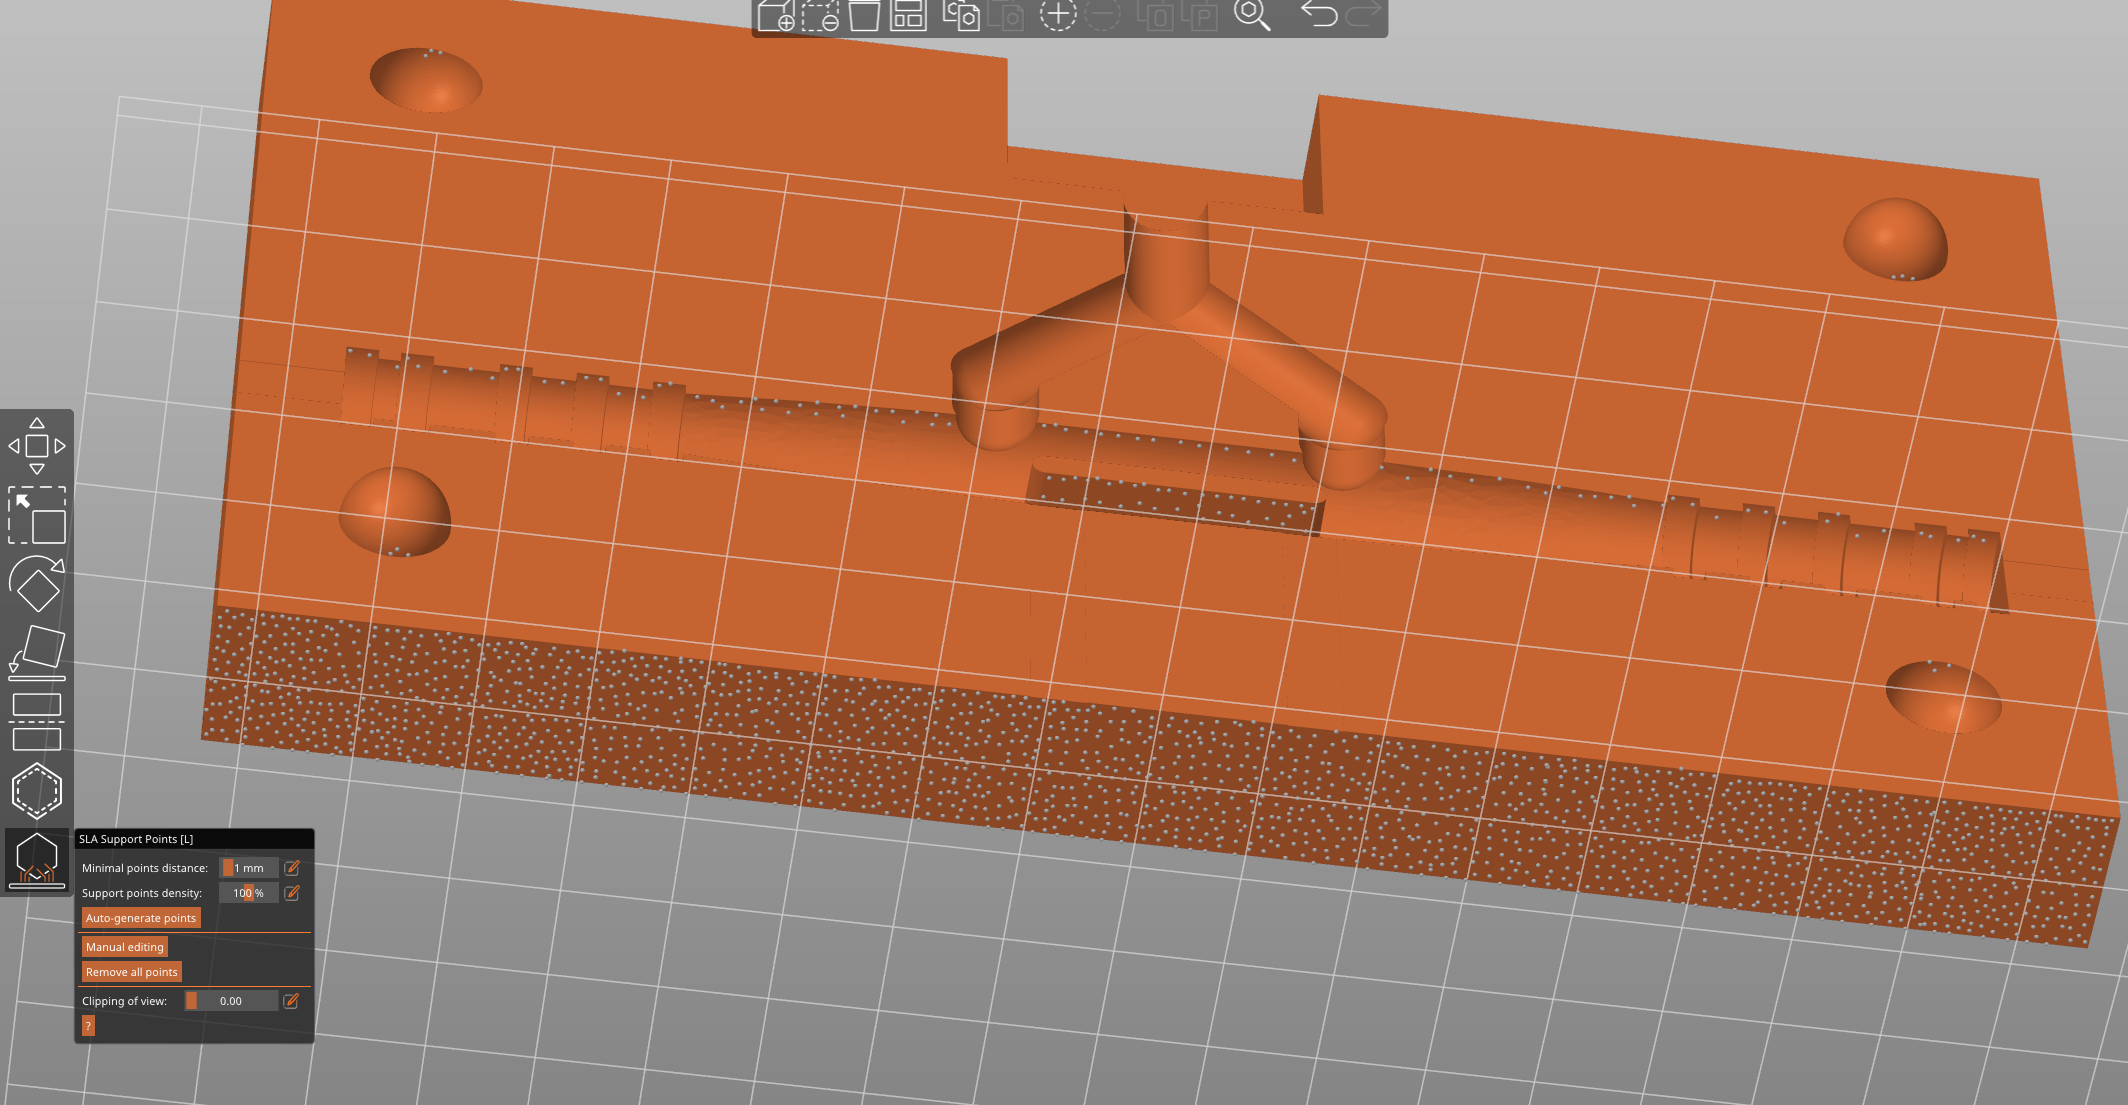 SLA Support Points [L]
Minimal points distance: 1 mm
Support points density: 100 %
Auto-generate points
Manual editing
Remove all points
Clipping of view: 0.00
?